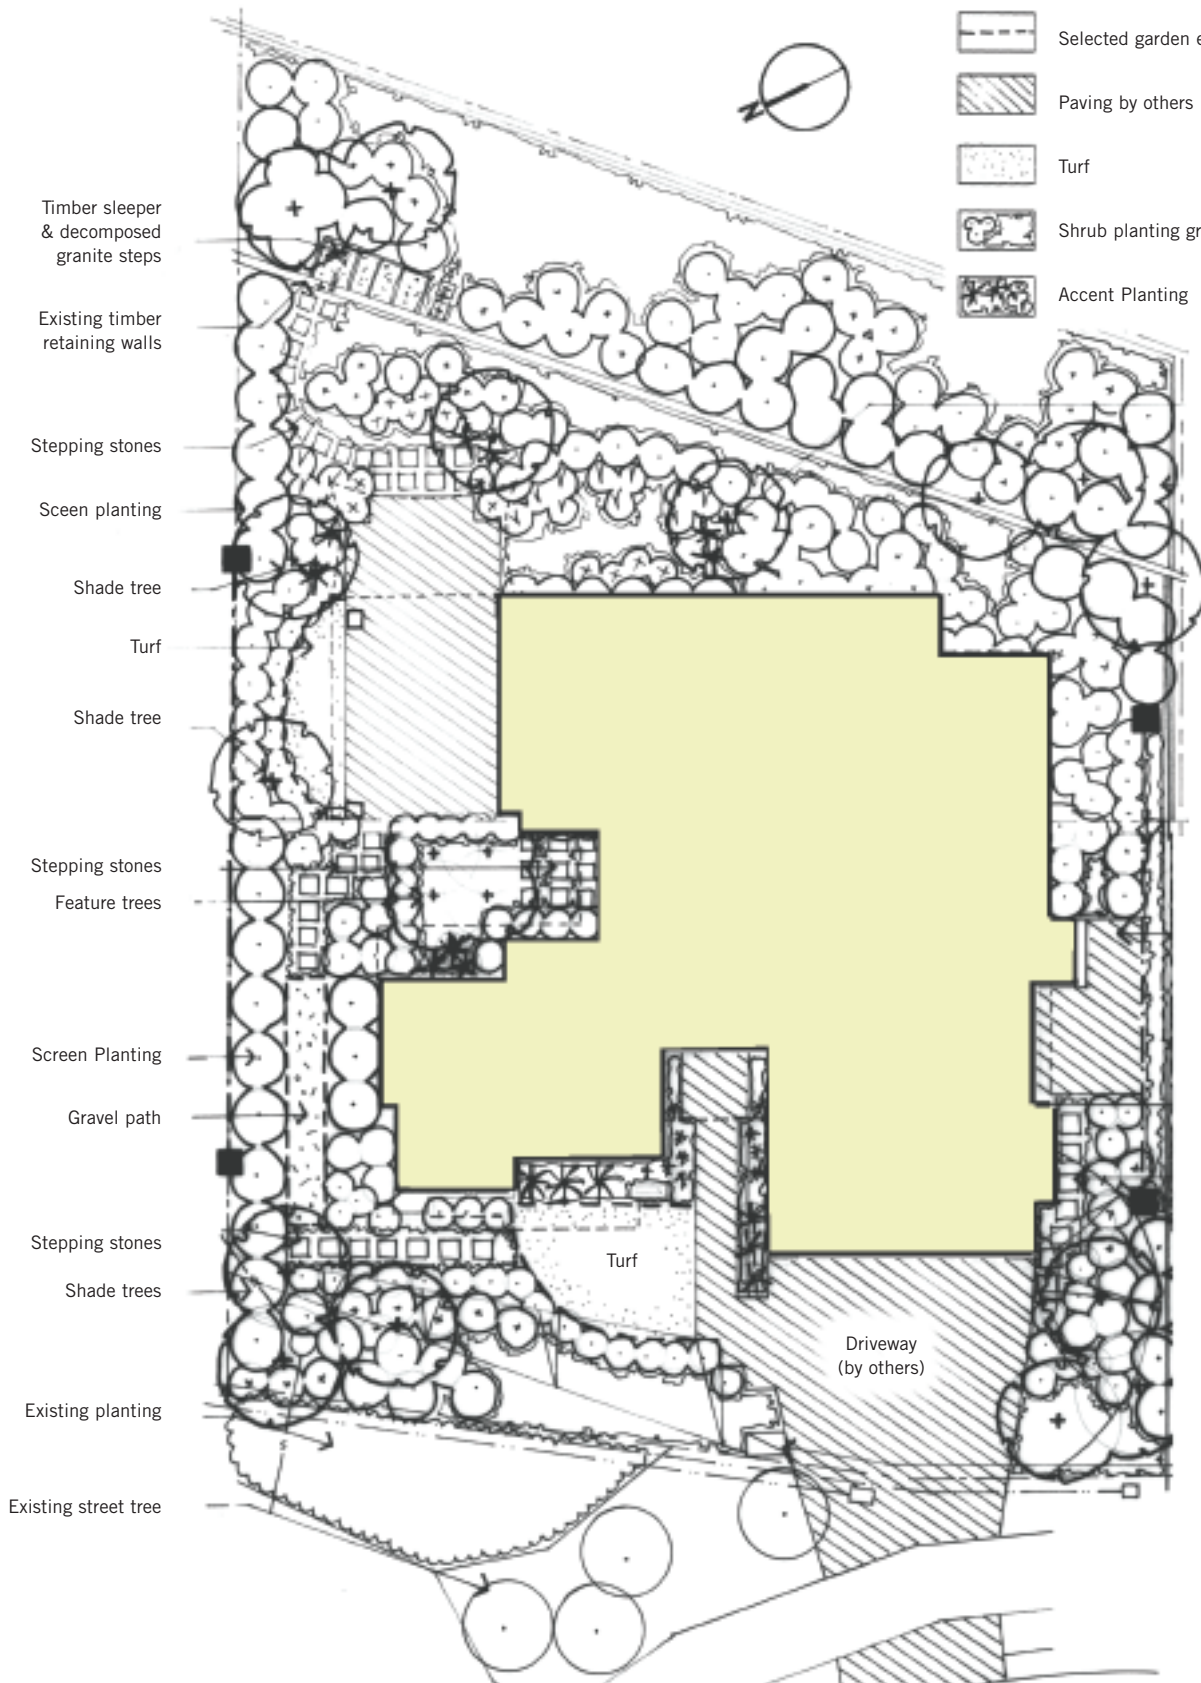 Selected garden e
Paving by others
Turf
Shrub planting gr
Accent Planting
N
Timber sleeper
& decomposed
granite steps
Existing timber
retaining walls
Stepping stones
Sceen planting
Shade tree
Turf
Shade tree
Stepping stones
Feature trees
Screen Planting
Gravel path
Stepping stones
Turf
Shade trees
Driveway
(by others)
Existing planting
Existing street tree